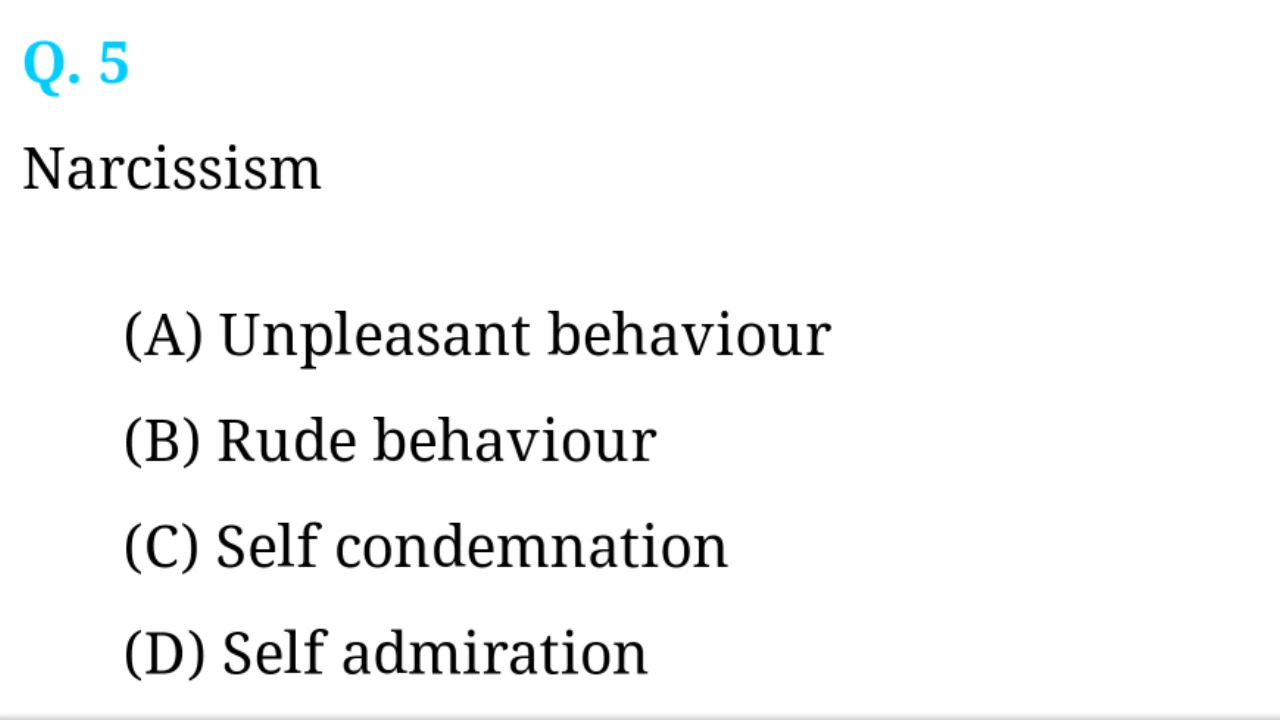 Q. 5
Narcissism
(A) Unpleasant behaviour
(B) Rude behaviour
(C) Self condemnation
(D) Self admiration